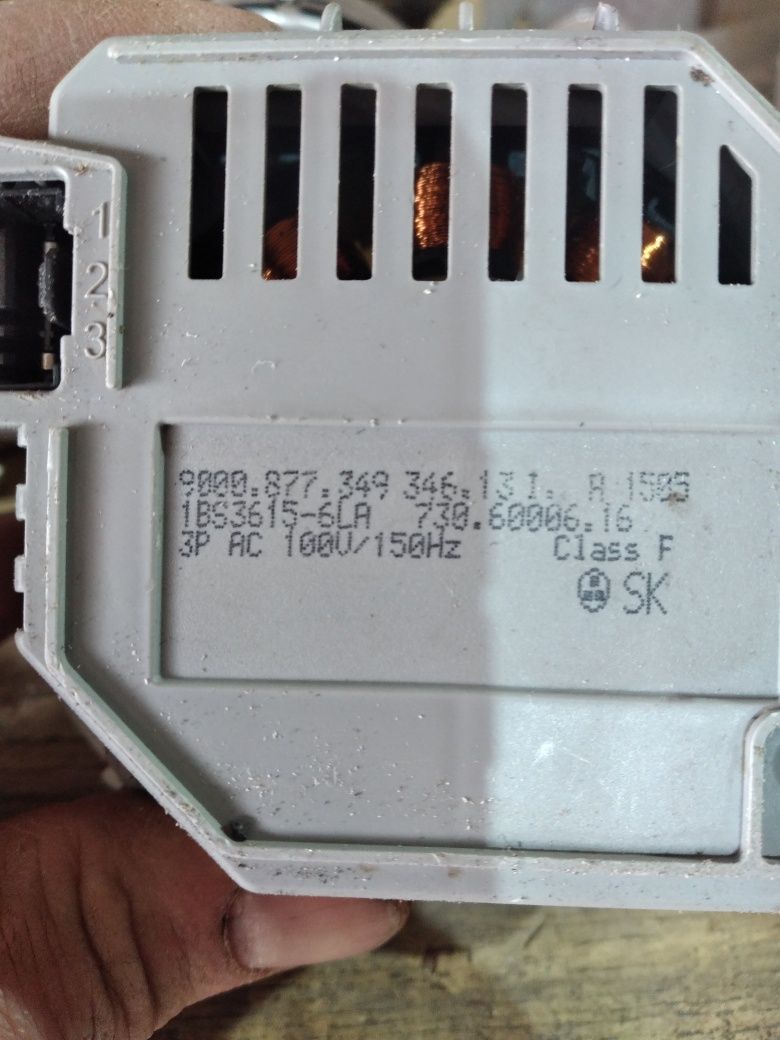 1
2
3
9000.877.349 346.13 I. A 1505
1BS3615-6LA 730.60006.16
3P AC 100V/150Hz Class F
SK